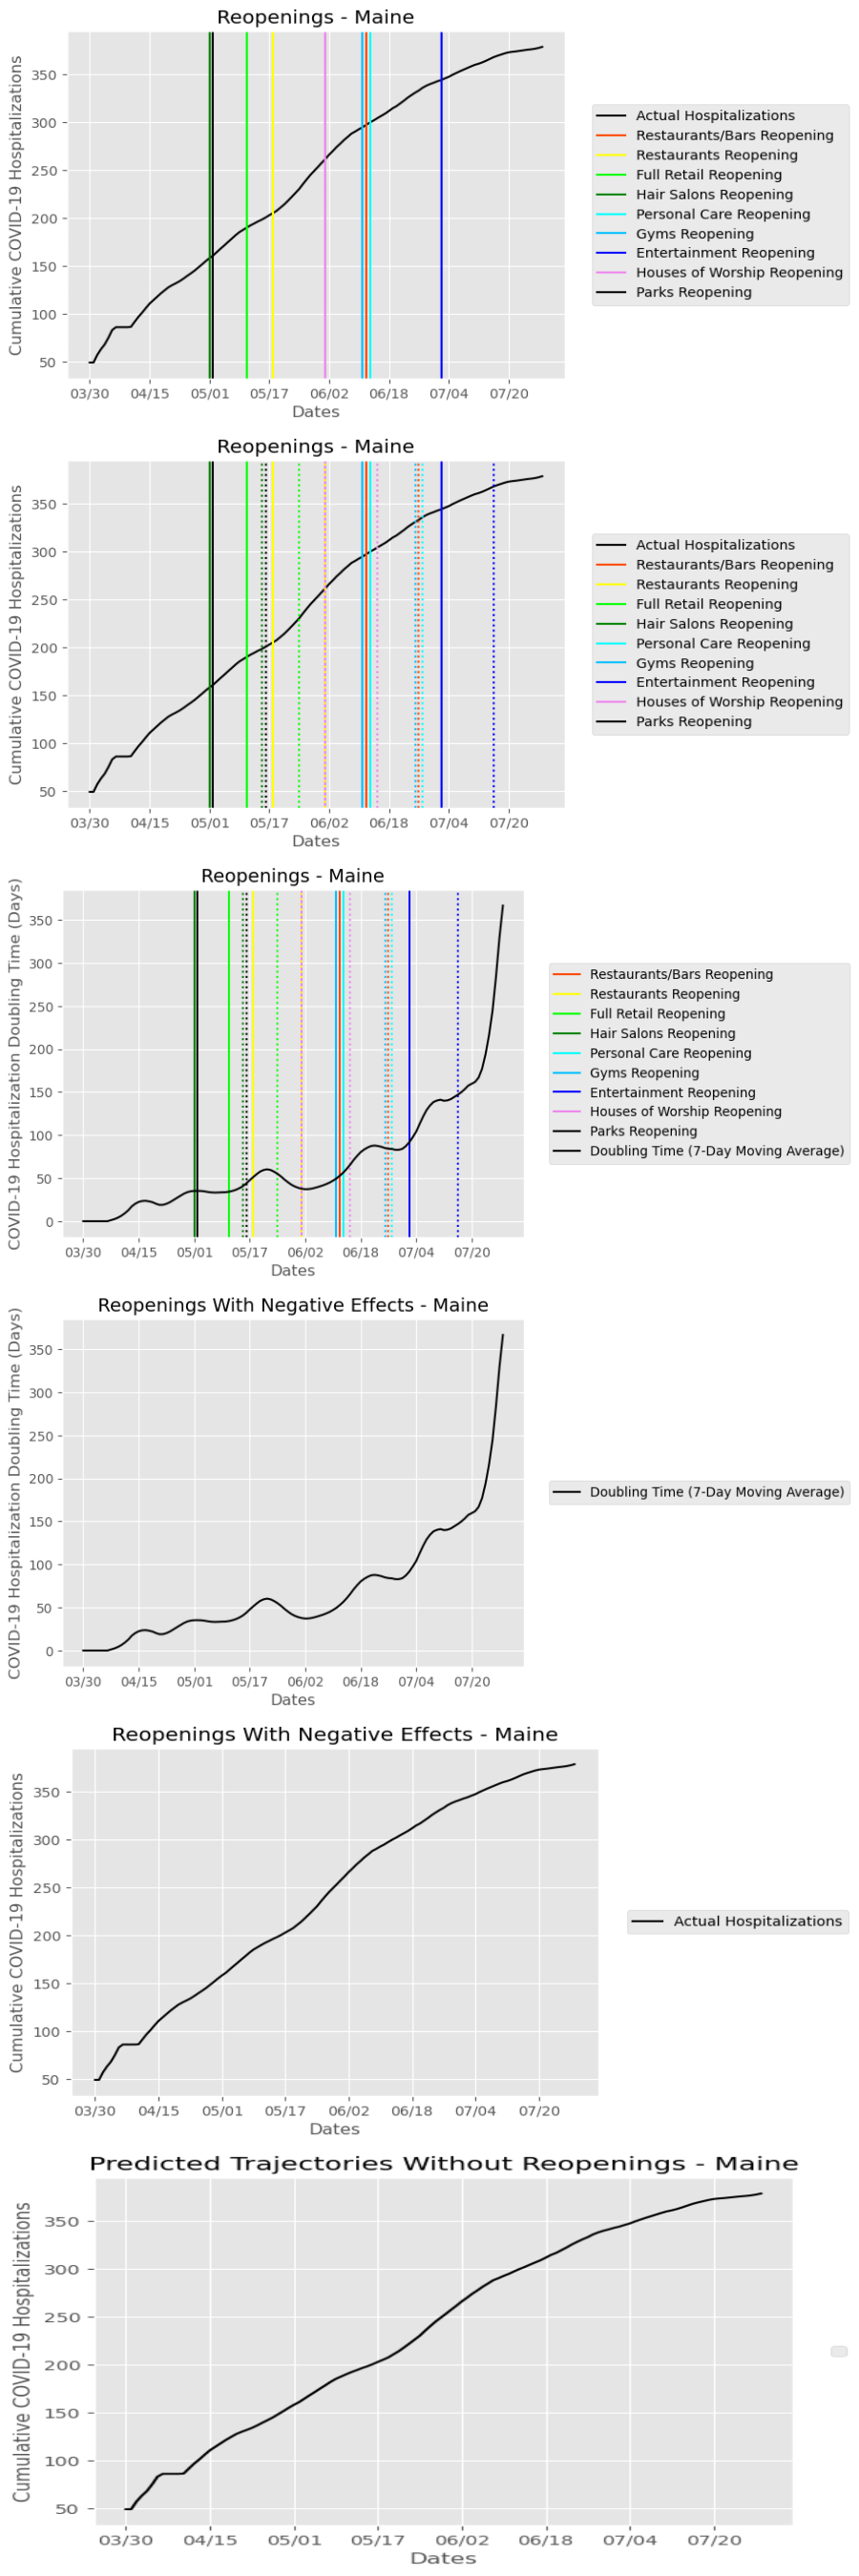 Reopenings - Maine
Cumulative COVID-19 Hospitalizations
350
300
250
200
150
100
50
03/30 04/15 05/01 05/17 06/02 06/18 07/04 07/20
Dates
Actual Hospitalizations
Restaurants/Bars Reopening
Restaurants Reopening
Full Retail Reopening
Hair Salons Reopening
Personal Care Reopening
Gyms Reopening
Entertainment Reopening
Houses of Worship Reopening
Parks Reopening
Reopenings - Maine
Cumulative COVID-19 Hospitalizations
350
300
250
200
150
100
50
03/30 04/15 05/01 05/17 06/02 06/18 07/04 07/20
Dates
Actual Hospitalizations
Restaurants/Bars Reopening
Restaurants Reopening
Full Retail Reopening
Hair Salons Reopening
Personal Care Reopening
Gyms Reopening
Entertainment Reopening
Houses of Worship Reopening
Parks Reopening
Reopenings - Maine
COVID-19 Hospitalization Doubling Time (Days)
350
300
250
200
150
100
50
0
03/30 04/15 05/01 05/17 06/02 06/18 07/04 07/20
Dates
Restaurants/Bars Reopening
Restaurants Reopening
Full Retail Reopening
Hair Salons Reopening
Personal Care Reopening
Gyms Reopening
Entertainment Reopening
Houses of Worship Reopening
Parks Reopening
Doubling Time (7-Day Moving Average)
Reopenings With Negative Effects - Maine
COVID-19 Hospitalization Doubling Time (Days)
350
300
250
200
150
100
50
0
03/30 04/15 05/01 05/17 06/02 06/18 07/04 07/20
Dates
Doubling Time (7-Day Moving Average)
Reopenings With Negative Effects - Maine
Cumulative COVID-19 Hospitalizations
350
300
250
200
150
100
50
03/30 04/15 05/01 05/17 06/02 06/18 07/04 07/20
Dates
Actual Hospitalizations
Predicted Trajectories Without Reopenings - Maine
Cumulative COVID-19 Hospitalizations
350
300
250
200
150
100
50
03/30 04/15 05/01 05/17 06/02 06/18 07/04 07/20
Dates